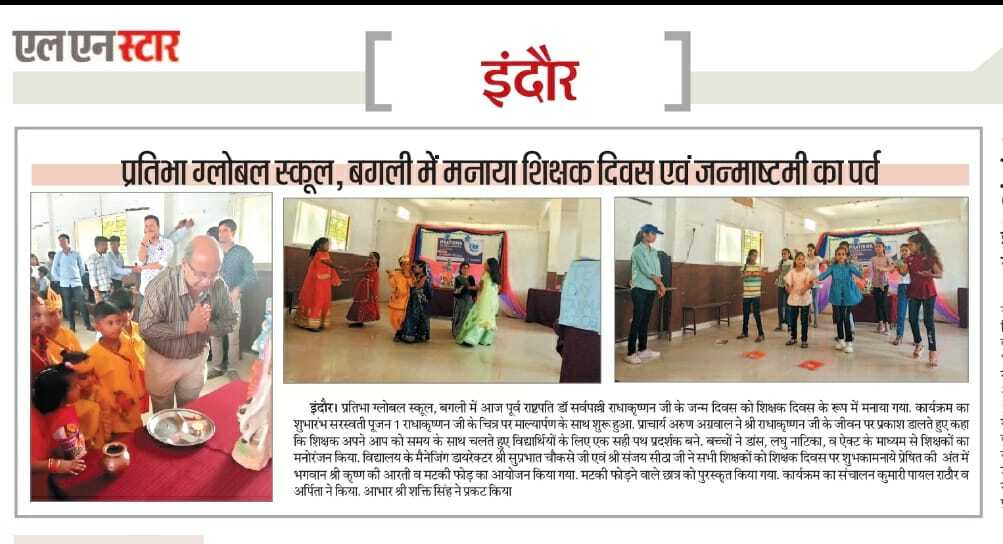 एल एन स्टार
इंदौर
प्रतिभा ग्लोबल स्कूल, बगली में मनाया शिक्षक दिवस एवं जन्माष्टमी का पर्व
इंदौर। प्रतिभा ग्लोबल स्कूल, बगली में आज पूर्व राष्ट्रपति डॉ सर्वपल्ली राधाकृष्णन जी के जन्म दिवस को शिक्षक दिवस के रूप में मनाया गया. कार्यक्रम का
शुभारंभ सरस्वती पूजन 1 राधाकृष्णन जी के चित्र पर माल्यार्पण के साथ शुरू हुआ. प्राचार्य अरुण अग्रवाल ने श्री राधाकृष्णन जी के जीवन पर प्रकाश डालते हुए कहा
कि शिक्षक अपने आप को समय के साथ चलते हुए विद्यार्थियों के लिए एक सही पथ प्रदर्शक बने. बच्चों ने डांस, लघु नाटिका, व ऐक्ट के माध्यम से शिक्षकों का
मनोरंजन किया. विद्यालय के मैनेजिंग डायरेक्टर श्री सुप्रभात चौकसे जी एवं श्री संजय सीठा जी ने सभी शिक्षकों को शिक्षक दिवस पर शुभकामनाये प्रेषित की अंत में
भगवान श्री कृष्ण की आरती व मटकी फोड़ का आयोजन किया गया. मटकी फोड़ने वाले छात्र को पुरस्कृत किया गया. कार्यक्रम का संचालन कुमारी पायल राठौर व
अर्पिता ने किया. आभार श्री शक्ति सिंह ने प्रकट किया